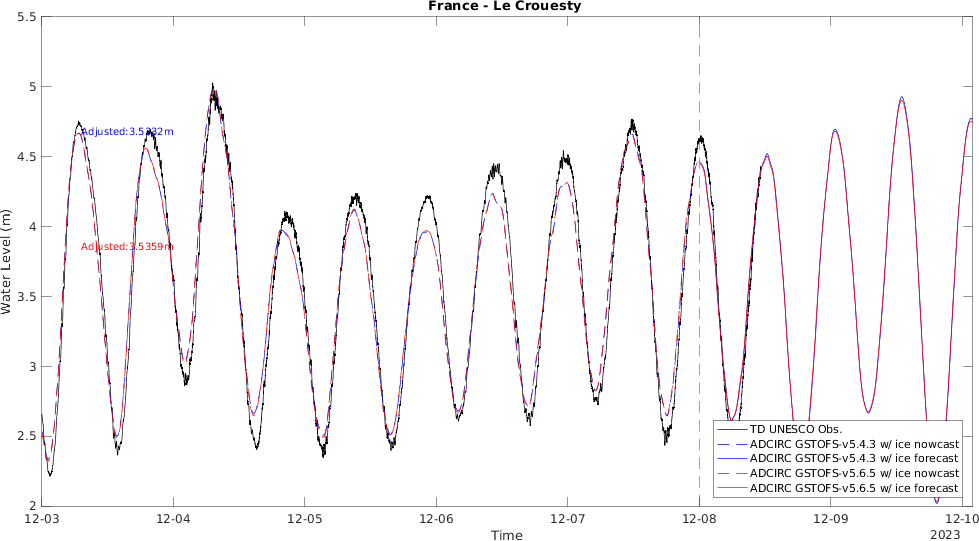 France - Le Crouesty
5.5
5
4.5
4
3.5
3
2.5
2
Water Level (m)
Adjusted:3.5332m
Adjusted:3.5359m
TD UNESCO Obs.
ADCIRC GSTOFS-v5.4.3 w/ ice nowcast
ADCIRC GSTOFS-v5.4.3 w/ ice forecast
ADCIRC GSTOFS-v5.6.5 w/ ice nowcast
ADCIRC GSTOFS-v5.6.5 w/ ice forecast
12-03 12-04 12-05 12-06 12-07 12-08 12-09 12-10
Time
2023